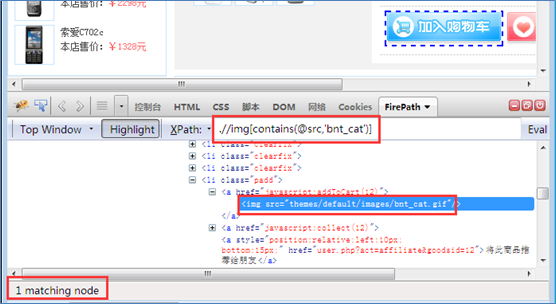 本店售价：￥2298元
索爱C702c
本店售价：￥1328元
加入购物车
控制台 HTML CSS 脚本 DOM 网络 Cookies FirePath
Top Window Highlight XPath: .//img[contains(@src,'bnt_cat')] Eval
<li class="clearfix">
<li class="clearfix">
<li class="clearfix">
<li class="padd">
<a href="javascript:addToCart(12)">
<img src="themes/default/images/bnt_cat.gif"/>
</a>
<a href="javascript:collect(12)">
<a style="position:relative;left:10px;
bottom:15px;" href="user.php?act=affiliate&goodsid=12">将此商品推
荐给朋友</a>
1 matching node